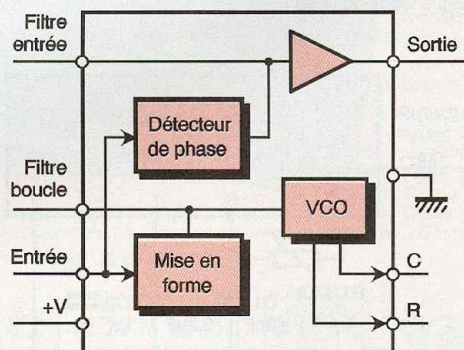 Filtre
entrée
Sortie
Détecteur
de phase
Filtre
boucle
VCO
Entrée
Mise en
forme
C
+V
R